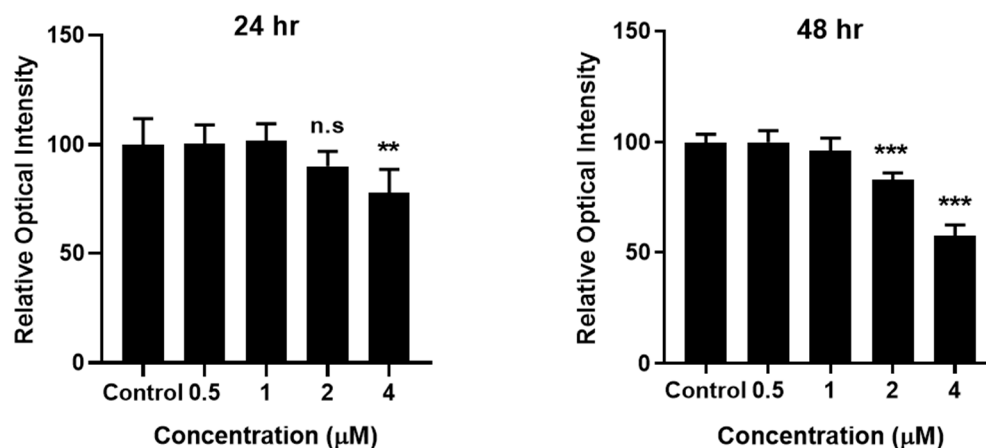 24 hr
Relative Optical Intensity
150
100
50
0
n.s
**
Control 0.5 1 2 4
Concentration (µM)
48 hr
Relative Optical Intensity
150
100
50
0
***
***
Control 0.5 1 2 4
Concentration (µM)